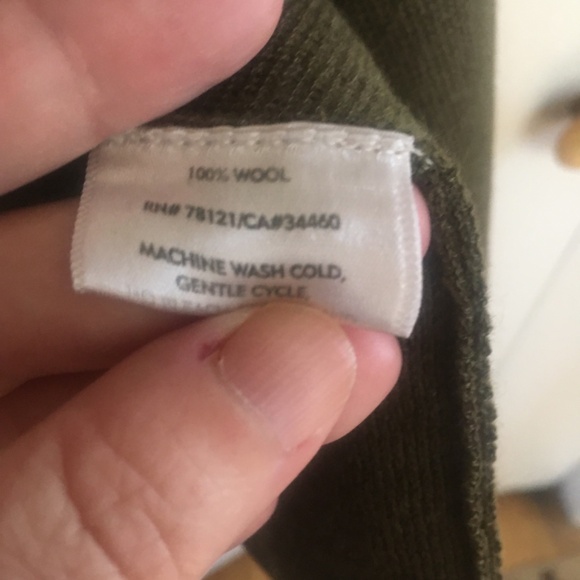 100% WOOL
RN# 78121/CA#34460
MACHINE WASH COLD,
GENTLE CYCLE,